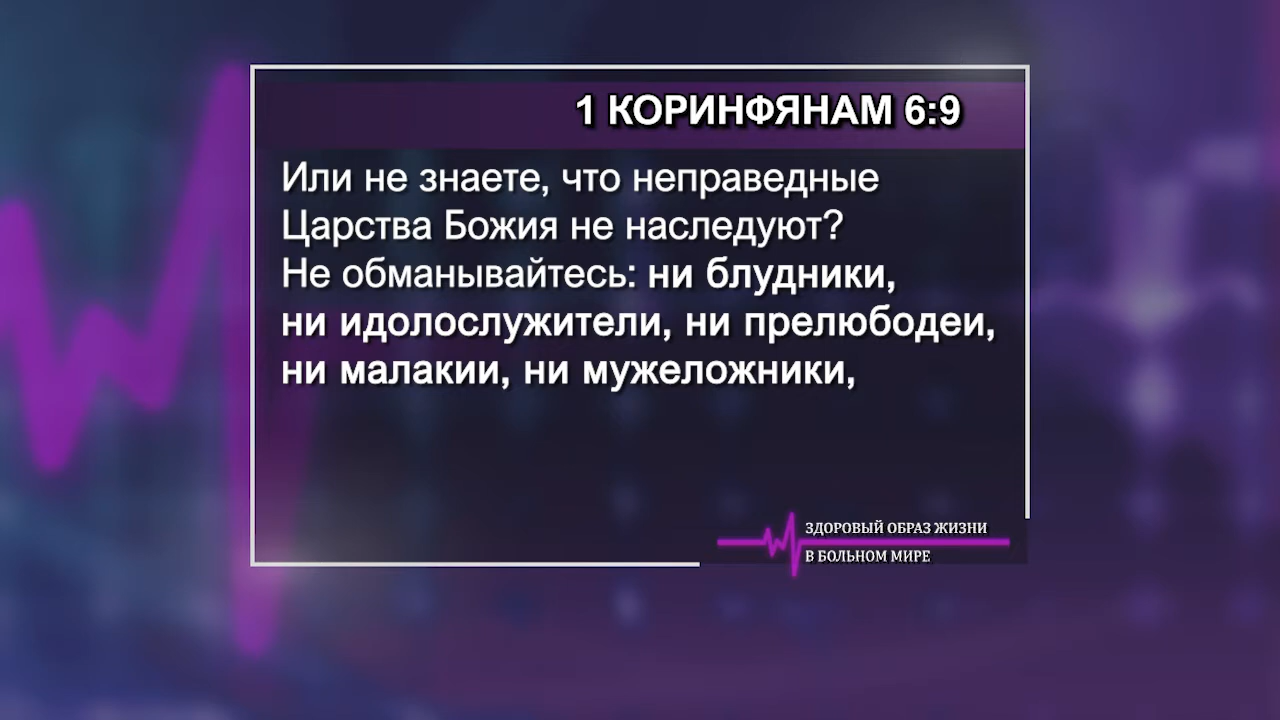 1 КОРИНФЯНАМ 6:9
Или не знаете, что неправедные
Царства Божия не наследуют?
Не обманывайтесь: ни блудники,
ни идолослужители, ни прелюбодеи,
ни малакии, ни мужеложники,
ЗДОРОВЫЙ ОБРАЗ ЖИЗНИ
В БОЛЬНОМ МИРЕ